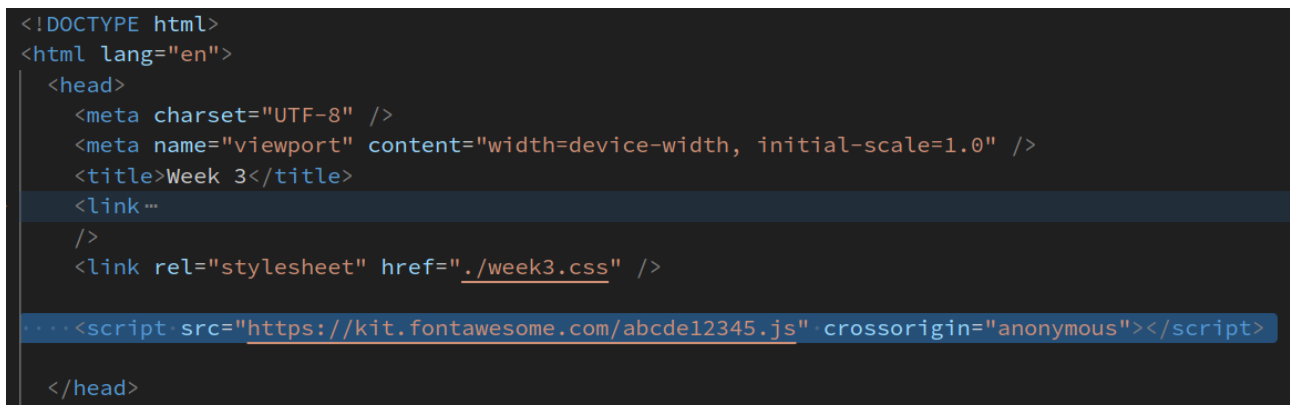 <!DOCTYPE html>
<html lang="en">
<head>
<meta charset="UTF-8" />
<meta name="viewport" content="width=device-width, initial-scale=1.0" />
<title>Week 3</title>
<link…
/>
<link rel="stylesheet" href="./week3.css" />
<script src="https://kit.fontawesome.com/abcde12345.js" crossorigin="anonymous"></script>
</head>